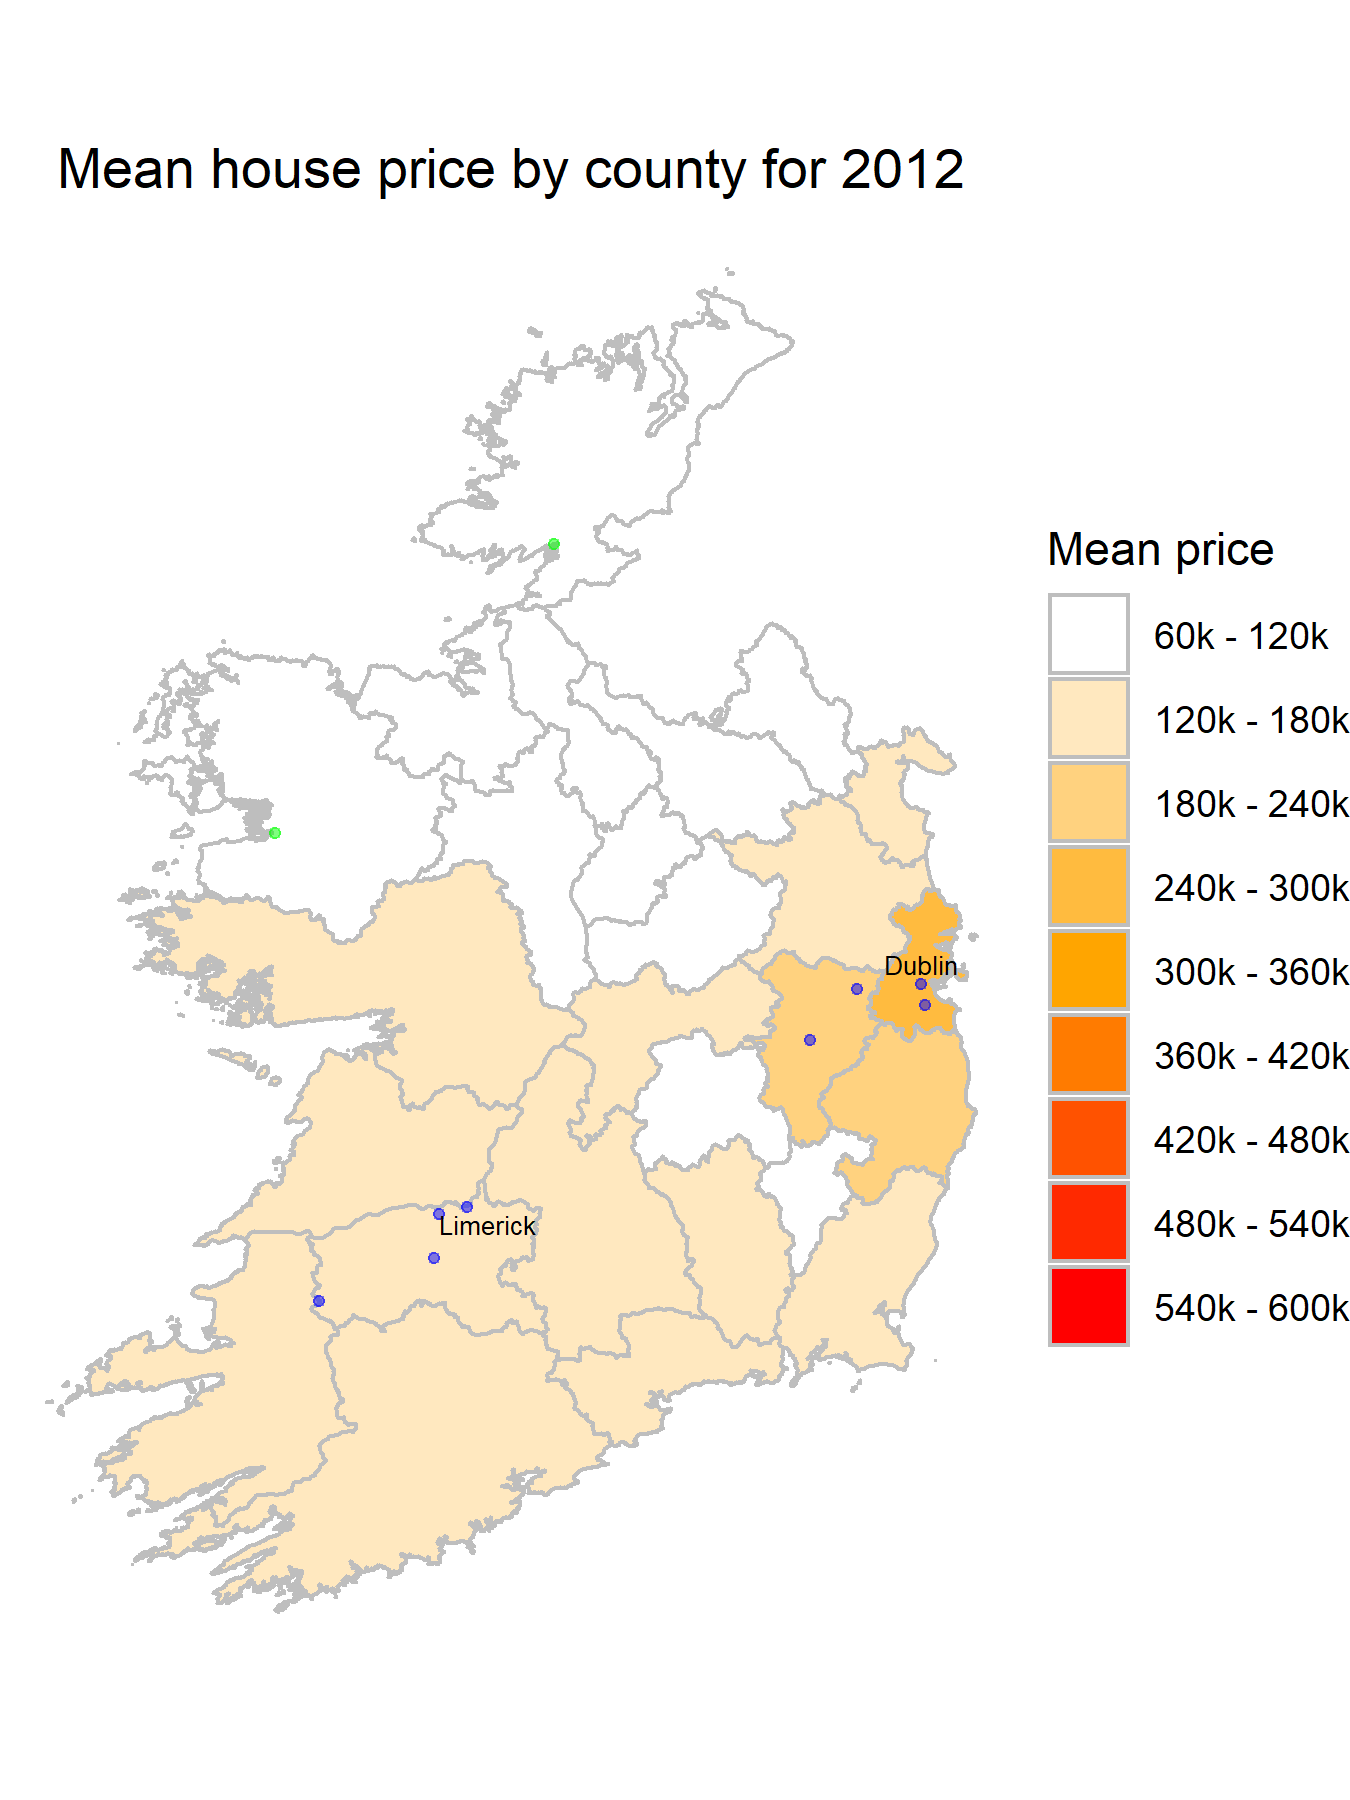 Mean house price by county for 2012
Mean price
60k - 120k
120k - 180k
180k - 240k
240k - 300k
300k - 360k
360k - 420k
420k - 480k
480k - 540k
540k - 600k
Dublin
Limerick